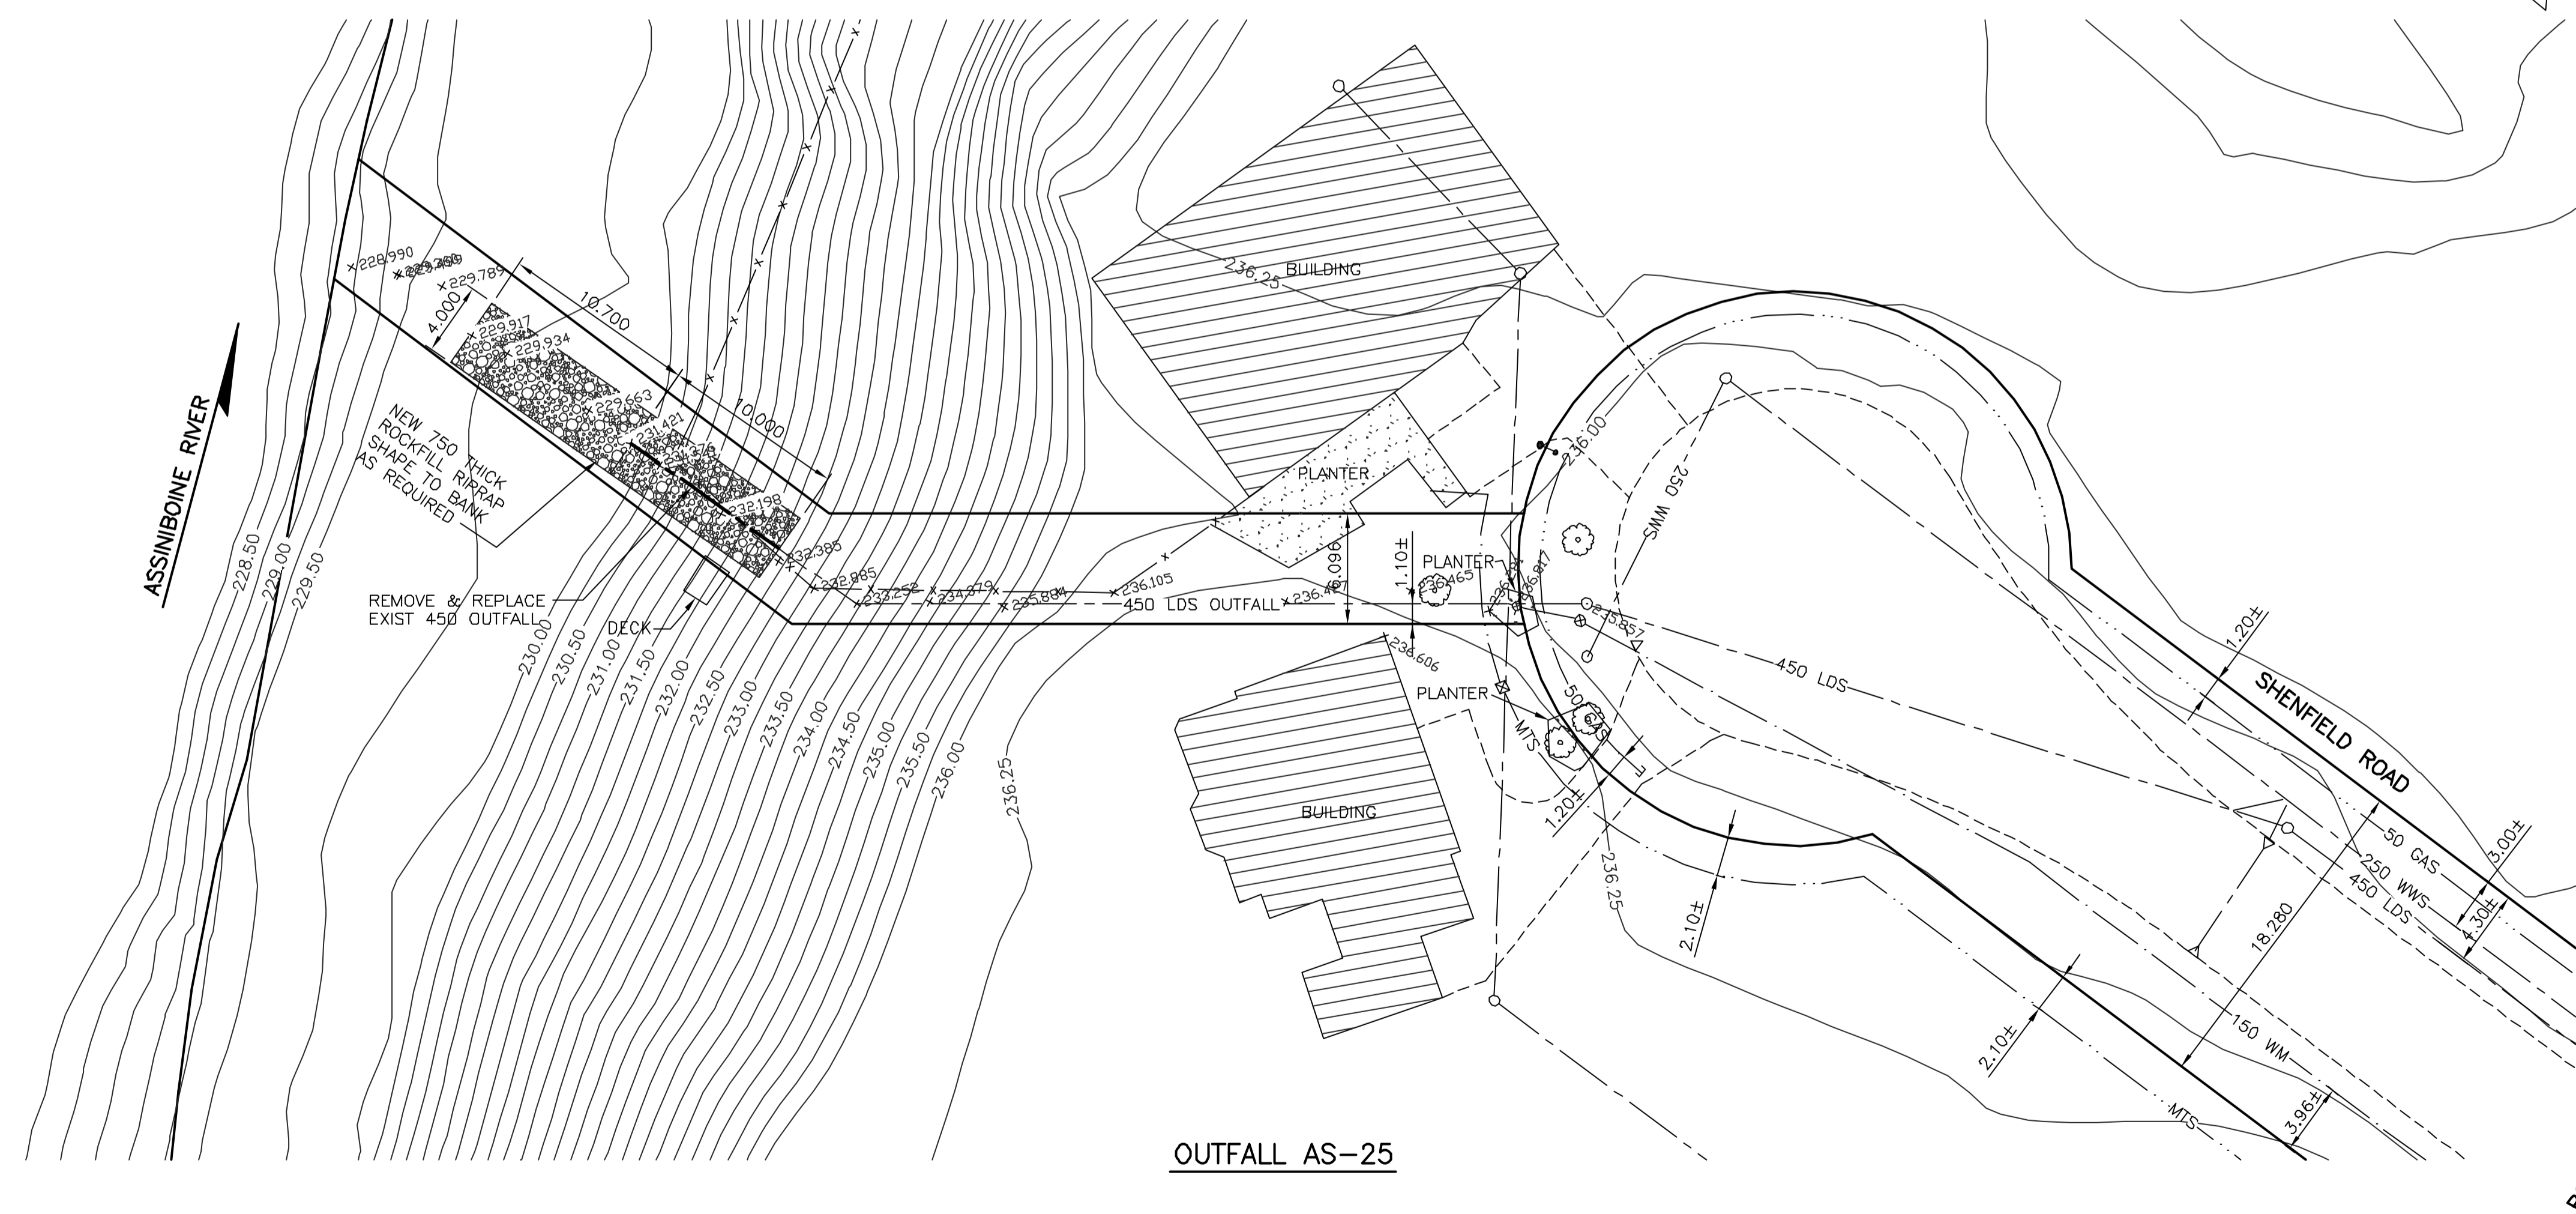 ASSINIBOINE RIVER
228.990
229.789
4.000
229.917
229.934
10.700
229.663
231.421
10.000
232.198
232.385
NEW 750 THICK
ROCKFILL RIPRAP
SHAPE TO BANK
AS REQUIRED
REMOVE & REPLACE
EXIST 450 OUTFALL
DECK
232.885
233.252
234.379
235.884
236.105
450 LDS OUTFALL
6.096
1.10±
236.465
236.817
235.857
236.606
228.50
229.00
229.50
230.00
230.50
231.00
231.50
232.00
232.50
233.00
233.50
234.00
234.50
235.00
235.50
236.00
236.25
236.25
BUILDING
PLANTER
PLANTER
PLANTER
BUILDING
236.00
250 WWS
450 LDS
50 GAS
MTS
1.20±
236.25
2.10±
2.10±
1.20±
SHENFIELD ROAD
50 GAS
250 WWS
450 LDS
3.00±
4.30±
18.280
150 WM
3.96±
MTS
OUTFALL AS-25